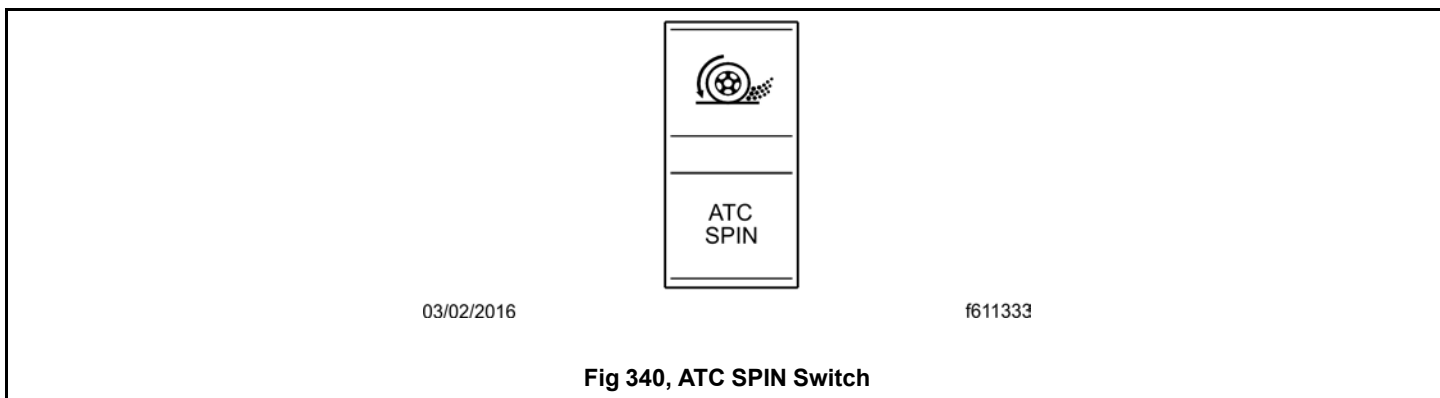 ATC
SPIN
03/02/2016
f611333
Fig 340, ATC SPIN Switch